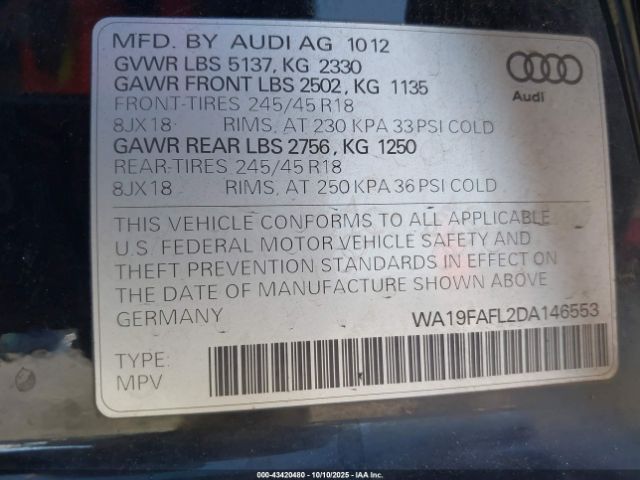 MFD. BY AUDI AG 10 12
GVWR LBS 5137, KG 2330
GAWR FRONT LBS 2502, KG 1135
FRONT-TIRES 245/45 R18
8JX18 RIMS, AT 230 KPA 33 PSI COLD
GAWR REAR LBS 2756, KG 1250
REAR-TIRES 245/45 R18
8JX18 RIMS, AT 250 KPA 36 PSI COLD
Audi
THIS VEHICLE CONFORMS TO ALL APPLICABLE
U.S. FEDERAL MOTOR VEHICLE SAFETY AND
THEFT PREVENTION STANDARDS IN EFFECT ON
THE DATE OF MANUFACTURE SHOWN ABOVE
GERMANY WA19FAFL2DA146553
TYPE:
MPV
000-43420480 - 10/10/2025 - IAA Inc.